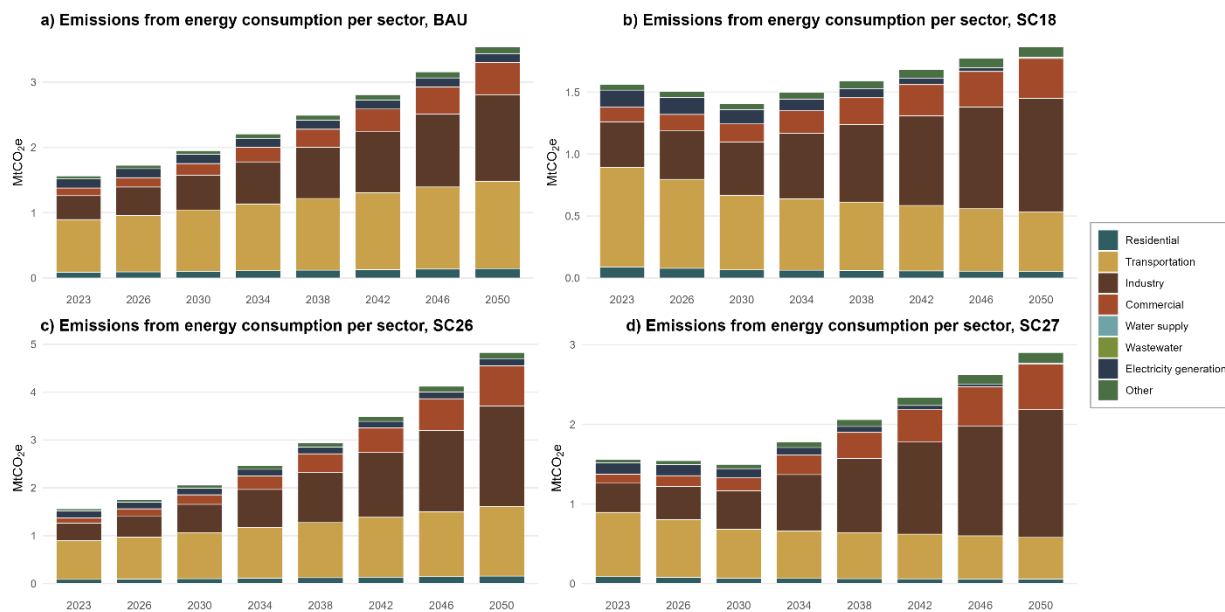 a) Emissions from energy consumption per sector, BAU
MtCO₂e
3
2
1
0
2023 2026 2030 2034 2038 2042 2046 2050
b) Emissions from energy consumption per sector, SC18
MtCO₂e
1.5
1.0
0.5
0.0
2023 2026 2030 2034 2038 2042 2046 2050
c) Emissions from energy consumption per sector, SC26
MtCO₂e
5
4
3
2
1
0
2023 2026 2030 2034 2038 2042 2046 2050
d) Emissions from energy consumption per sector, SC27
MtCO₂e
3
2
1
0
2023 2026 2030 2034 2038 2042 2046 2050
Residential
Transportation
Industry
Commercial
Water supply
Wastewater
Electricity generation
Other